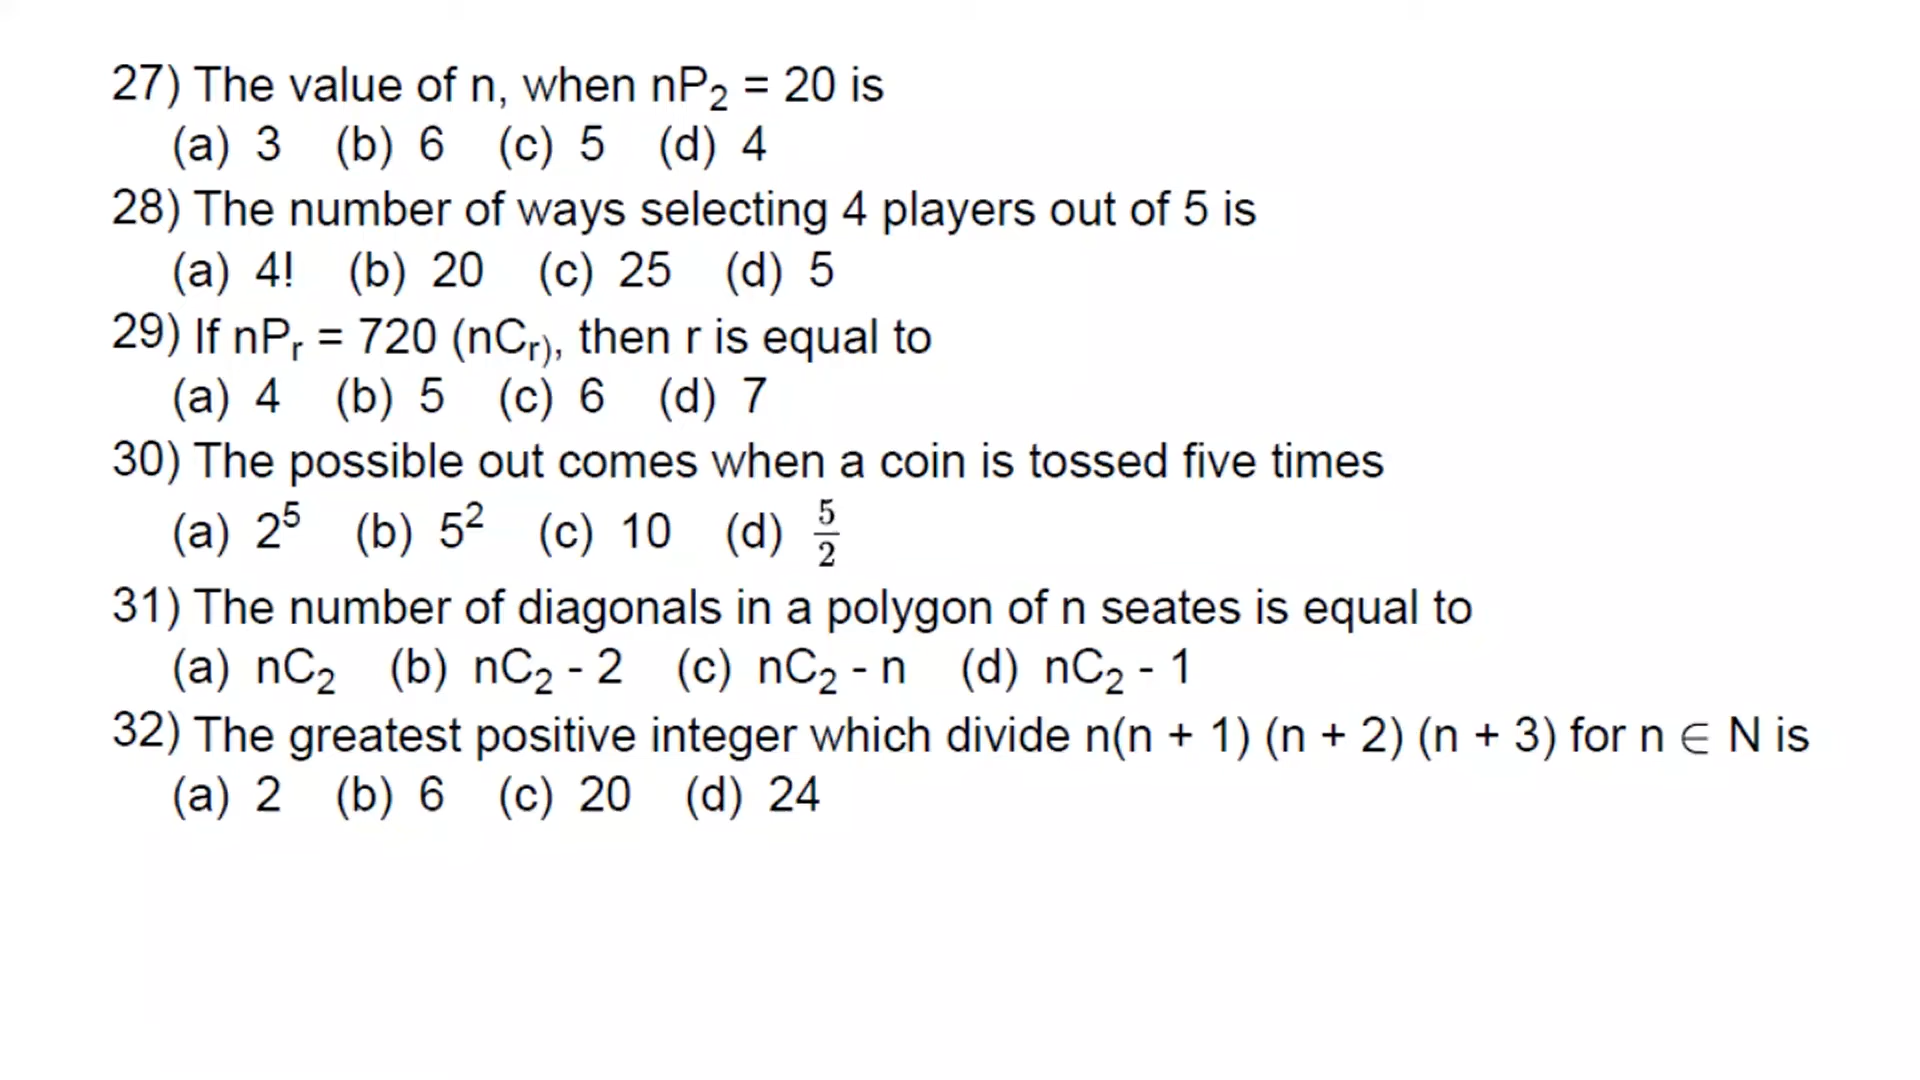 27) The value of n, when nP₂ = 20 is
(a) 3 (b) 6 (c) 5 (d) 4
28) The number of ways selecting 4 players out of 5 is
(a) 4! (b) 20 (c) 25 (d) 5
29) If nPᵣ = 720 (nCᵣ₎, then r is equal to
(a) 4 (b) 5 (c) 6 (d) 7
30) The possible out comes when a coin is tossed five times
(a) 2⁵ (b) 5² (c) 10 (d) 5/2
31) The number of diagonals in a polygon of n seates is equal to
(a) nC₂ (b) nC₂ - 2 (c) nC₂ - n (d) nC₂ - 1
32) The greatest positive integer which divide n(n + 1) (n + 2) (n + 3) for n ∈ N is
(a) 2 (b) 6 (c) 20 (d) 24